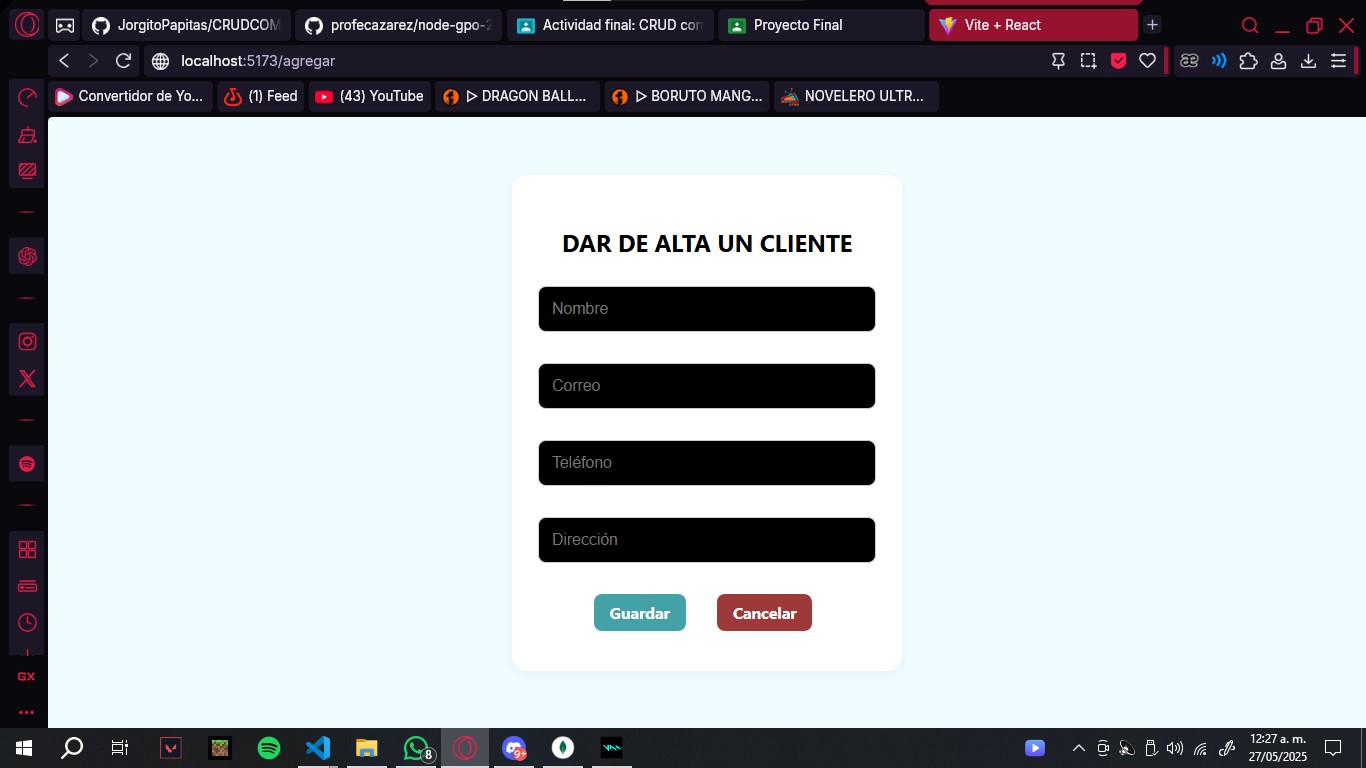 JorgitoPapitas/CRUDCOM
profecazarez/node-gpo-2
Actividad final: CRUD con
Proyecto Final
Vite + React
localhost:5173/agregar
Convertidor de Yo...
(1) Feed
(43) YouTube
ᐅ DRAGON BALL...
ᐅ BORUTO MANG...
NOVELERO ULTR...
DAR DE ALTA UN CLIENTE
Nombre
Correo
Teléfono
Dirección
Guardar
Cancelar
GX
8
9+
12:27 a. m.
27/05/2025